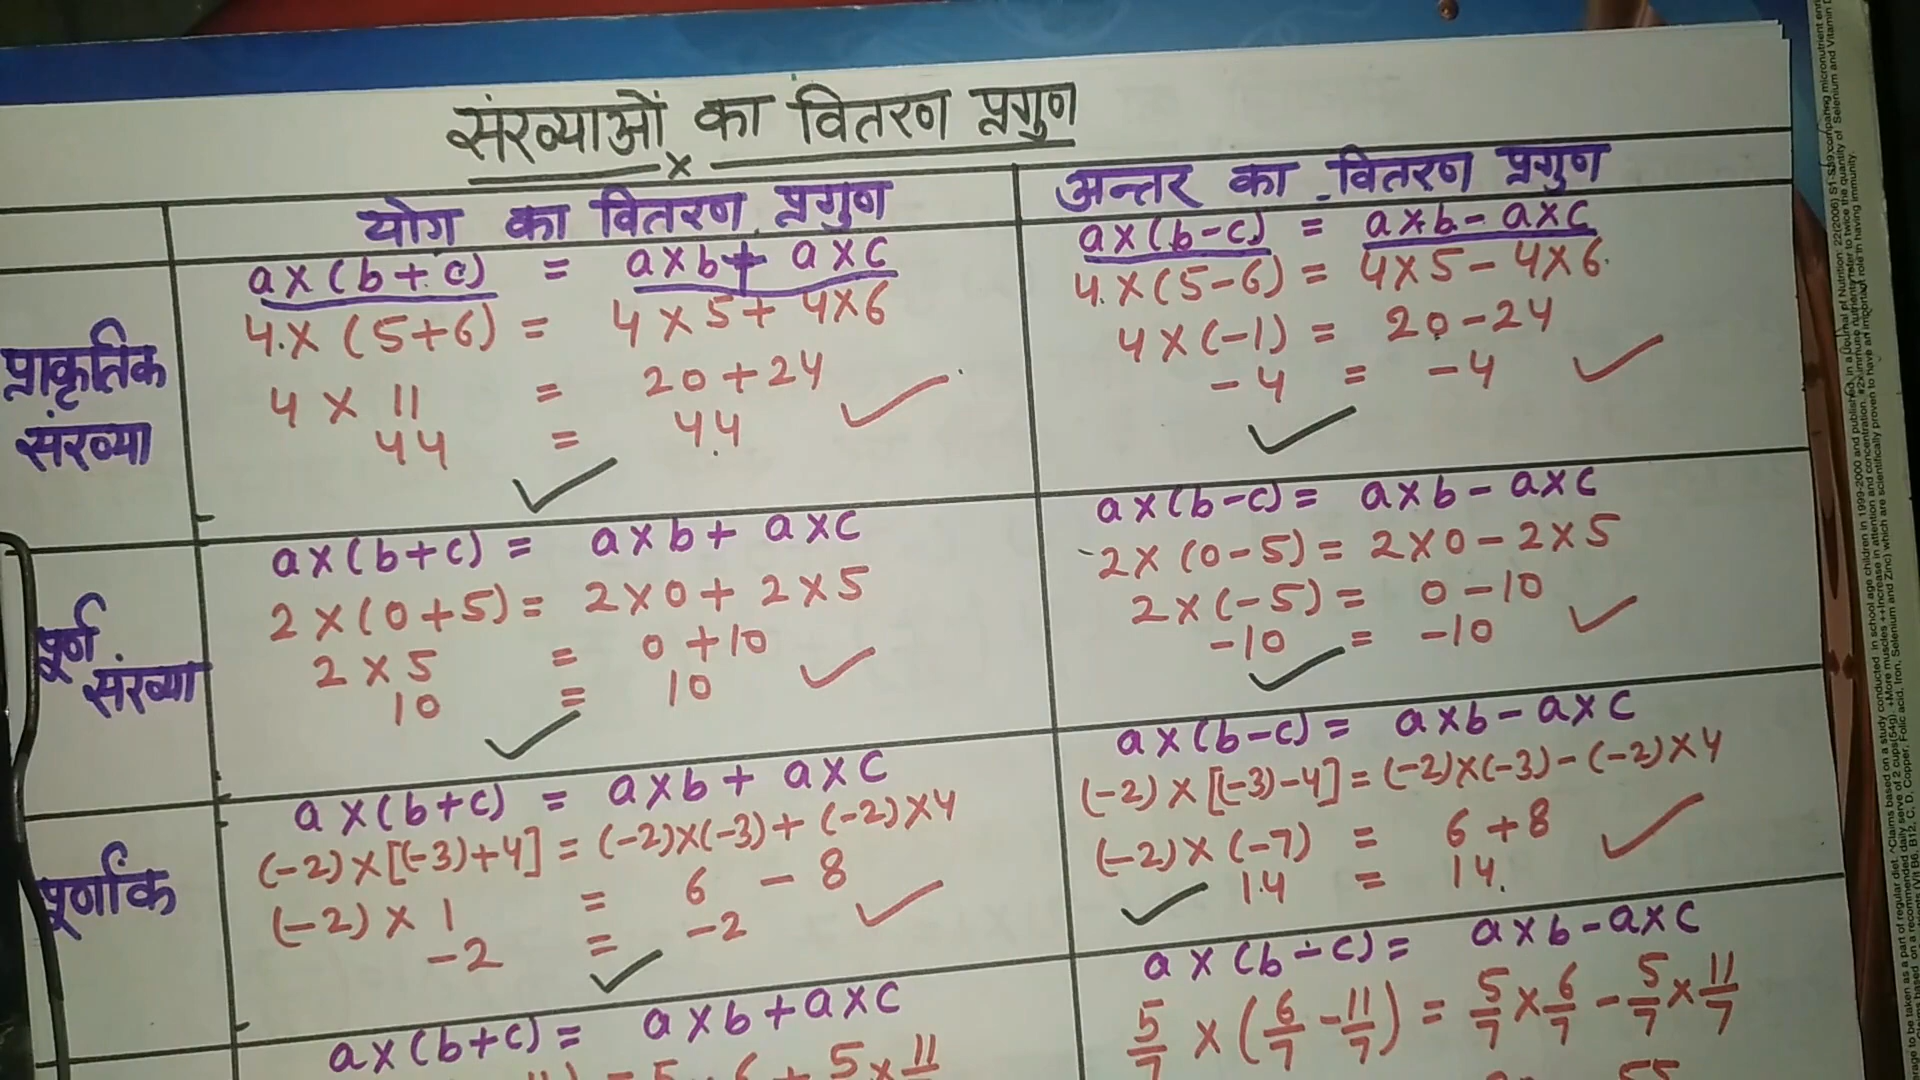 संख्याओं का वितरण प्रगुण
योग का वितरण प्रगुण
अन्तर का वितरण प्रगुण
प्राकृतिक
संख्या
a×(b+c) = a×b+ a×c
4×(5+6) = 4×5+ 4×6
4 × 11 = 20+24
44 = 44
a×(b-c) = a×b- a×c
4×(5-6) = 4×5- 4×6
4×(-1) = 20-24
-4 = -4
पूर्ण
संख्या
a×(b+c) = a×b+ a×c
2×(0+5) = 2×0+ 2×5
2×5 = 0+10
10 = 10
a×(b-c) = a×b- a×c
2×(0-5) = 2×0-2×5
2×(-5) = 0-10
-10 = -10
पूर्णांक
a×(b+c) = a×b+ a×c
(-2)×[(-3)+4] = (-2)×(-3)+ (-2)×4
(-2)×1 = 6 - 8
-2 = -2
a×(b-c) = a×b- a×c
(-2)×[(-3)-4] = (-2)×(-3)-(-2)×4
(-2)×(-7) = 6+8
14 = 14
a×(b+c) = a×b+a×c
a×(b-c) = a×b-a×c
5/7 × (6/7 - 11/7) = 5/7 × 6/7 - 5/7 × 11/7